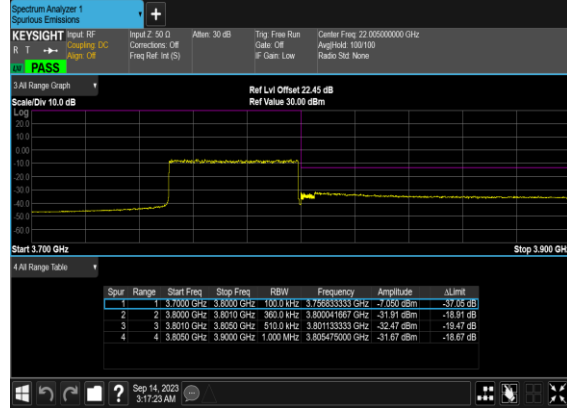 Spectrum Analyzer 1
Spurious Emissions
+
KEYSIGHT Input: RF
R T Coupling: DC
Align: Off
Input Z: 50 Ω
Corrections: Off
Freq Ref: Int (S)
Atten: 30 dB
Trig: Free Run
Gate: Off
IF Gain: Low
Center Freq: 22.005000000 GHz
Avg|Hold: 100/100
Radio Std: None
PASS
3 All Range Graph
Scale/Div 10.0 dB
Ref Lvl Offset 22.45 dB
Ref Value 30.00 dBm
Log
20.0
10.0
0.00
-10.0
-20.0
-30.0
-40.0
-50.0
-60.0
Start 3.700 GHz
Stop 3.900 GHz
4 All Range Table
Spur Range Start Freq Stop Freq RBW Frequency Amplitude ΔLimit
1 1 3.7000 GHz 3.8000 GHz 100.0 kHz 3.756833333 GHz -7.050 dBm -37.05 dB
2 2 3.8000 GHz 3.8010 GHz 360.0 kHz 3.800041667 GHz -31.91 dBm -18.91 dB
3 3 3.8010 GHz 3.8050 GHz 510.0 kHz 3.801133333 GHz -32.47 dBm -19.47 dB
4 4 3.8050 GHz 3.9000 GHz 1.000 MHz 3.805475000 GHz -31.67 dBm -18.67 dB
?
Sep 14, 2023
3:17:23 AM